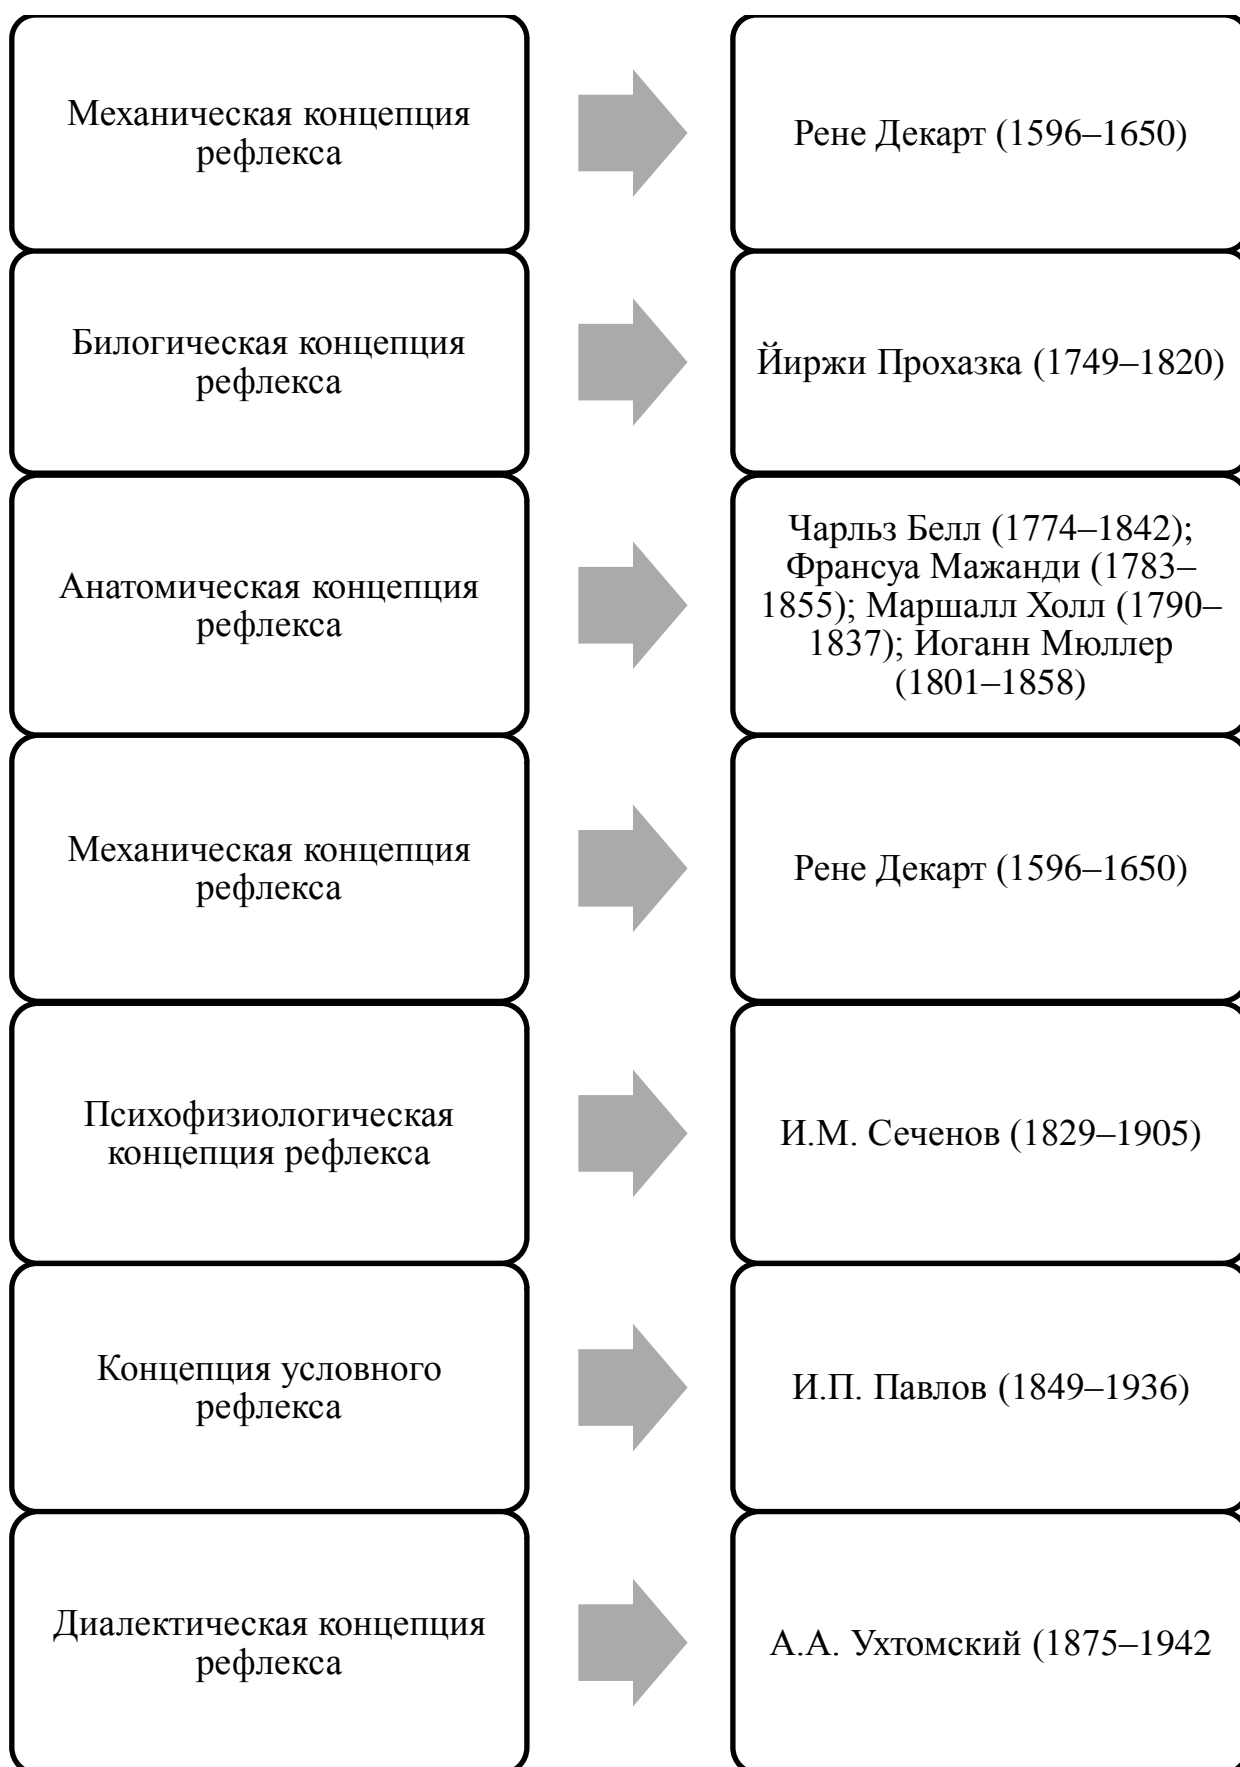 Механическая концепция
рефлекса
Рене Декарт (1596–1650)
Билогическая концепция
рефлекса
Йиржи Прохазка (1749–1820)
Анатомическая концепция
рефлекса
Чарльз Белл (1774–1842);
Франсуа Мажанди (1783–
1855); Маршалл Холл (1790–
1837); Иоганн Мюллер
(1801–1858)
Механическая концепция
рефлекса
Рене Декарт (1596–1650)
Психофизиологическая
концепция рефлекса
И.М. Сеченов (1829–1905)
Концепция условного
рефлекса
И.П. Павлов (1849–1936)
Диалектическая концепция
рефлекса
А.А. Ухтомский (1875–1942